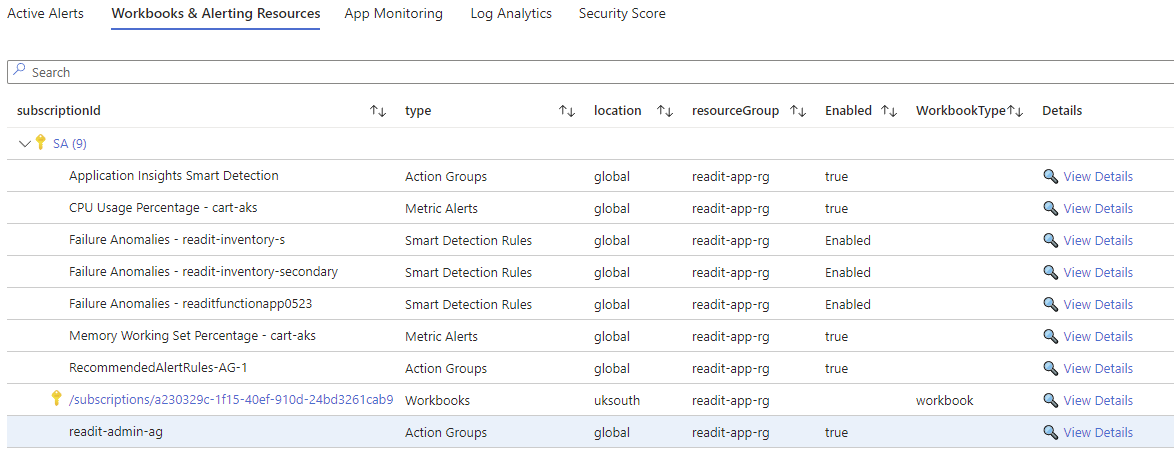 Active Alerts Workbooks & Alerting Resources App Monitoring Log Analytics Security Score
Search
subscriptionId type location resourceGroup Enabled WorkbookType Details
SA (9)
Application Insights Smart Detection Action Groups global readit-app-rg true View Details
CPU Usage Percentage - cart-aks Metric Alerts global readit-app-rg true View Details
Failure Anomalies - readit-inventory-s Smart Detection Rules global readit-app-rg Enabled View Details
Failure Anomalies - readit-inventory-secondary Smart Detection Rules global readit-app-rg Enabled View Details
Failure Anomalies - readitfunctionapp0523 Smart Detection Rules global readit-app-rg Enabled View Details
Memory Working Set Percentage - cart-aks Metric Alerts global readit-app-rg true View Details
RecommendedAlertRules-AG-1 Action Groups global readit-app-rg true View Details
/subscriptions/a230329c-1f15-40ef-910d-24bd3261cab9 Workbooks uksouth readit-app-rg workbook View Details
readit-admin-ag Action Groups global readit-app-rg true View Details